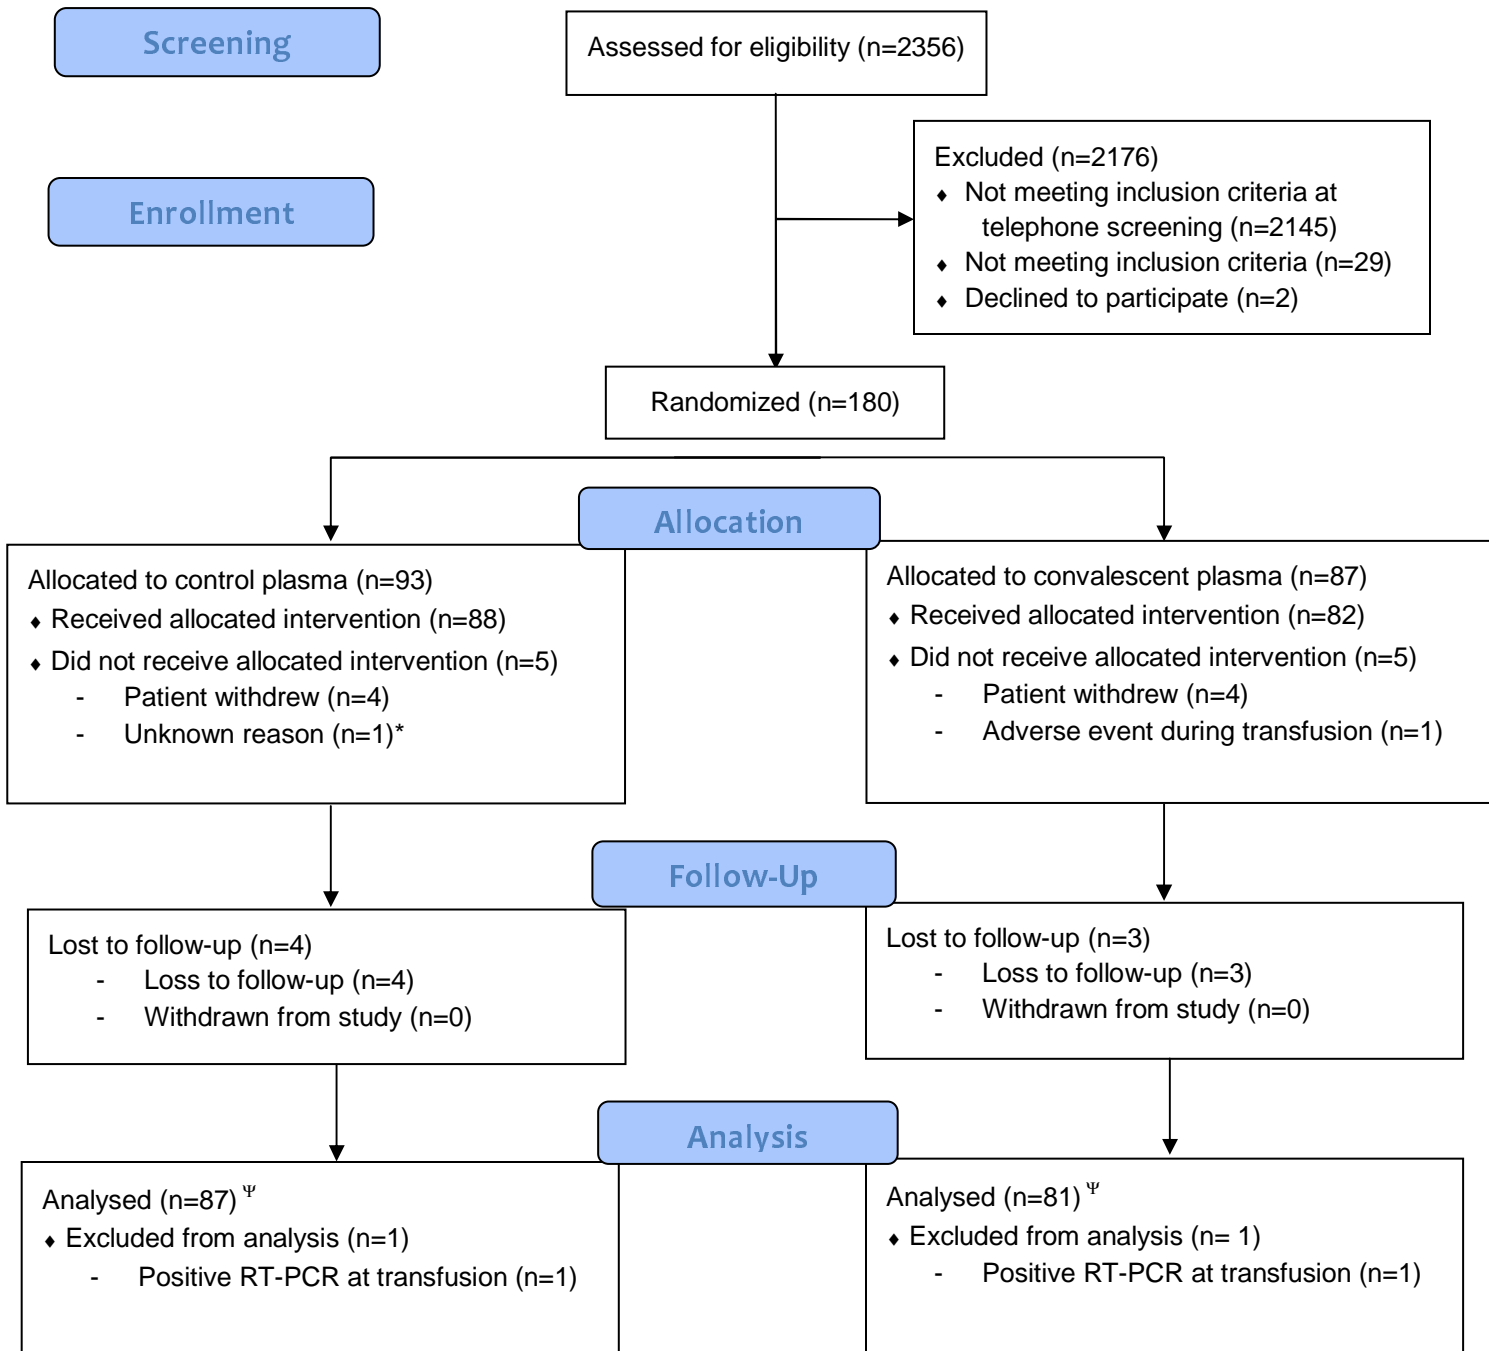 Screening
Assessed for eligibility (n=2356)
Enrollment
Excluded (n=2176)
♦ Not meeting inclusion criteria at
telephone screening (n=2145)
♦ Not meeting inclusion criteria (n=29)
♦ Declined to participate (n=2)
Randomized (n=180)
Allocation
Allocated to control plasma (n=93)
♦ Received allocated intervention (n=88)
♦ Did not receive allocated intervention (n=5)
- Patient withdrew (n=4)
- Unknown reason (n=1)*
Allocated to convalescent plasma (n=87)
♦ Received allocated intervention (n=82)
♦ Did not receive allocated intervention (n=5)
- Patient withdrew (n=4)
- Adverse event during transfusion (n=1)
Follow-Up
Lost to follow-up (n=4)
- Loss to follow-up (n=4)
- Withdrawn from study (n=0)
Lost to follow-up (n=3)
- Loss to follow-up (n=3)
- Withdrawn from study (n=0)
Analysis
Analysed (n=87) Ψ
♦ Excluded from analysis (n=1)
- Positive RT-PCR at transfusion (n=1)
Analysed (n=81) Ψ
♦ Excluded from analysis (n= 1)
- Positive RT-PCR at transfusion (n=1)